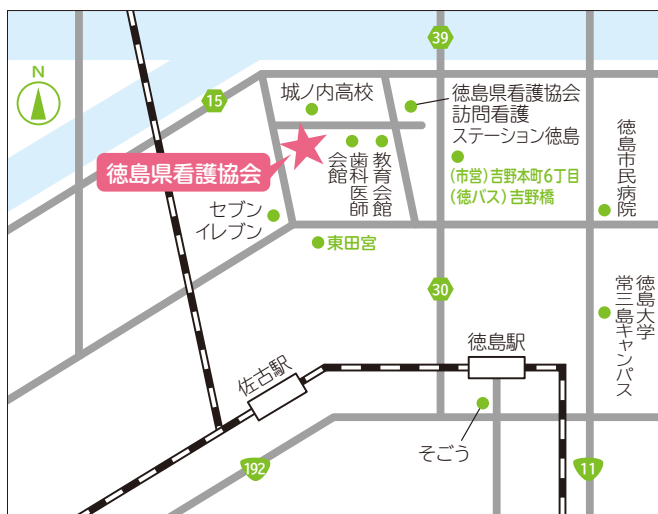 N
39
15
城ノ内高校
徳島県看護協会
訪問看護
ステーション徳島
(市営)吉野本町6丁目
(徳バス)吉野橋
徳島県看護協会
歯科医師
会館
教育会館
徳島市民病院
セブン
イレブン
東田宮
30
徳島大学
常三島キャンパス
徳島駅
佐古駅
そごう
192
11